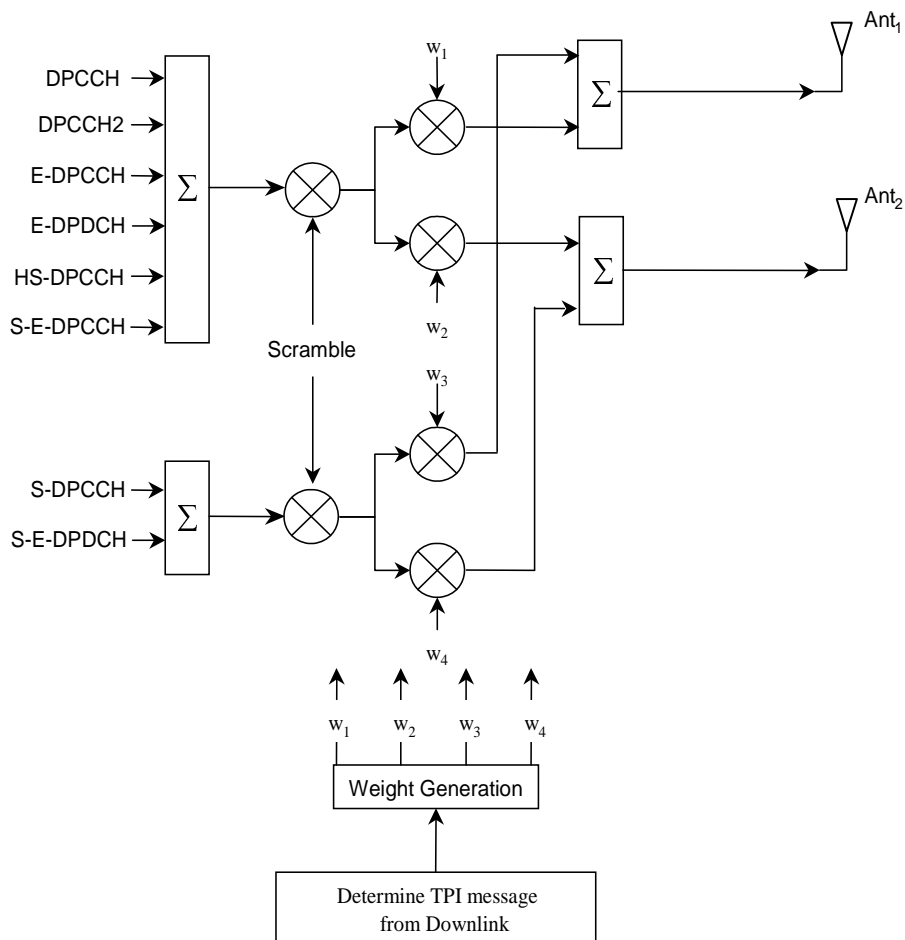 Ant1
w1
DPCCH
Σ
DPCCH2
E-DPCCH
Σ
E-DPDCH
Ant2
HS-DPCCH
Σ
S-E-DPCCH
w2
Scramble
w3
S-DPCCH
Σ
S-E-DPDCH
w4
w1 w2 w3 w4
Weight Generation
Determine TPI message
from Downlink